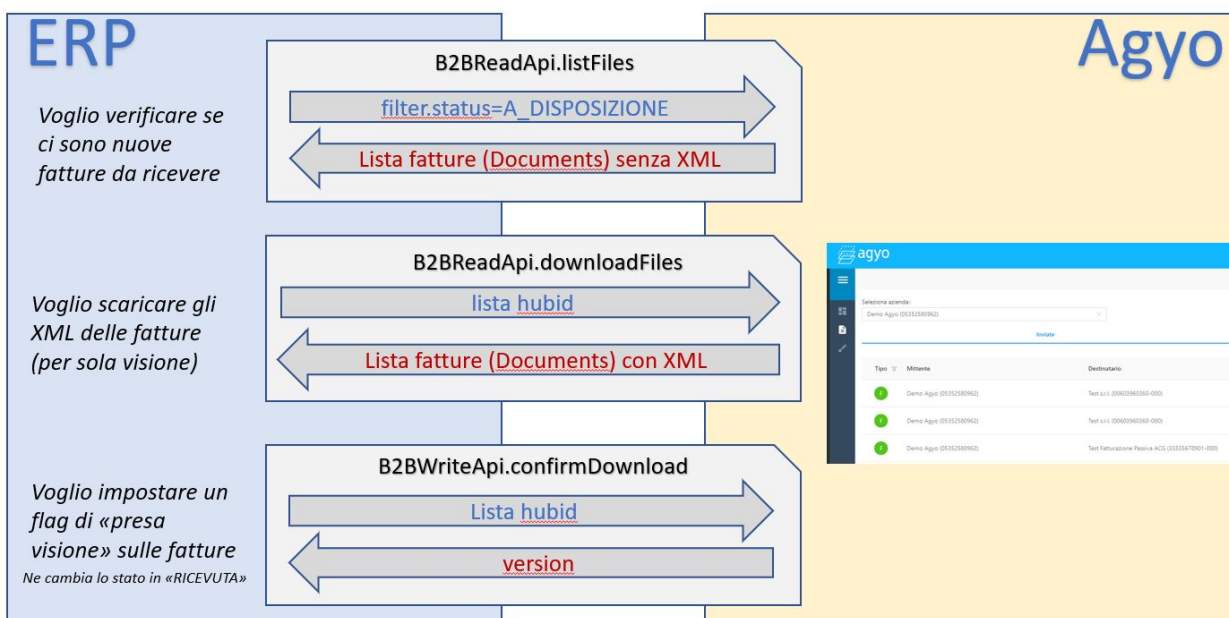 ERP
Agyo
Voglio verificare se
ci sono nuove
fatture da ricevere
B2BReadApi.listFiles
filter.status=A_DISPOSIZIONE
Lista fatture (Documents) senza XML
Voglio scaricare gli
XML delle fatture
(per sola visione)
B2BReadApi.downloadFiles
lista hubid
Lista fatture (Documents) con XML
Voglio impostare un
flag di «presa
visione» sulle fatture
Ne cambia lo stato in «RICEVUTA»
B2BWriteApi.confirmDownload
Lista hubid
version
agyo
Seleziona azienda:
Demo Agyo (05352580962)
Inviate
Tipo Mittente Destinatario
Demo Agyo (05352580962) Test s.r.l. (00603960360-000)
Demo Agyo (05352580962) Test s.r.l. (00603960360-000)
Demo Agyo (05352580962) Test Fatturazione Passiva ACG (33335678901-000)